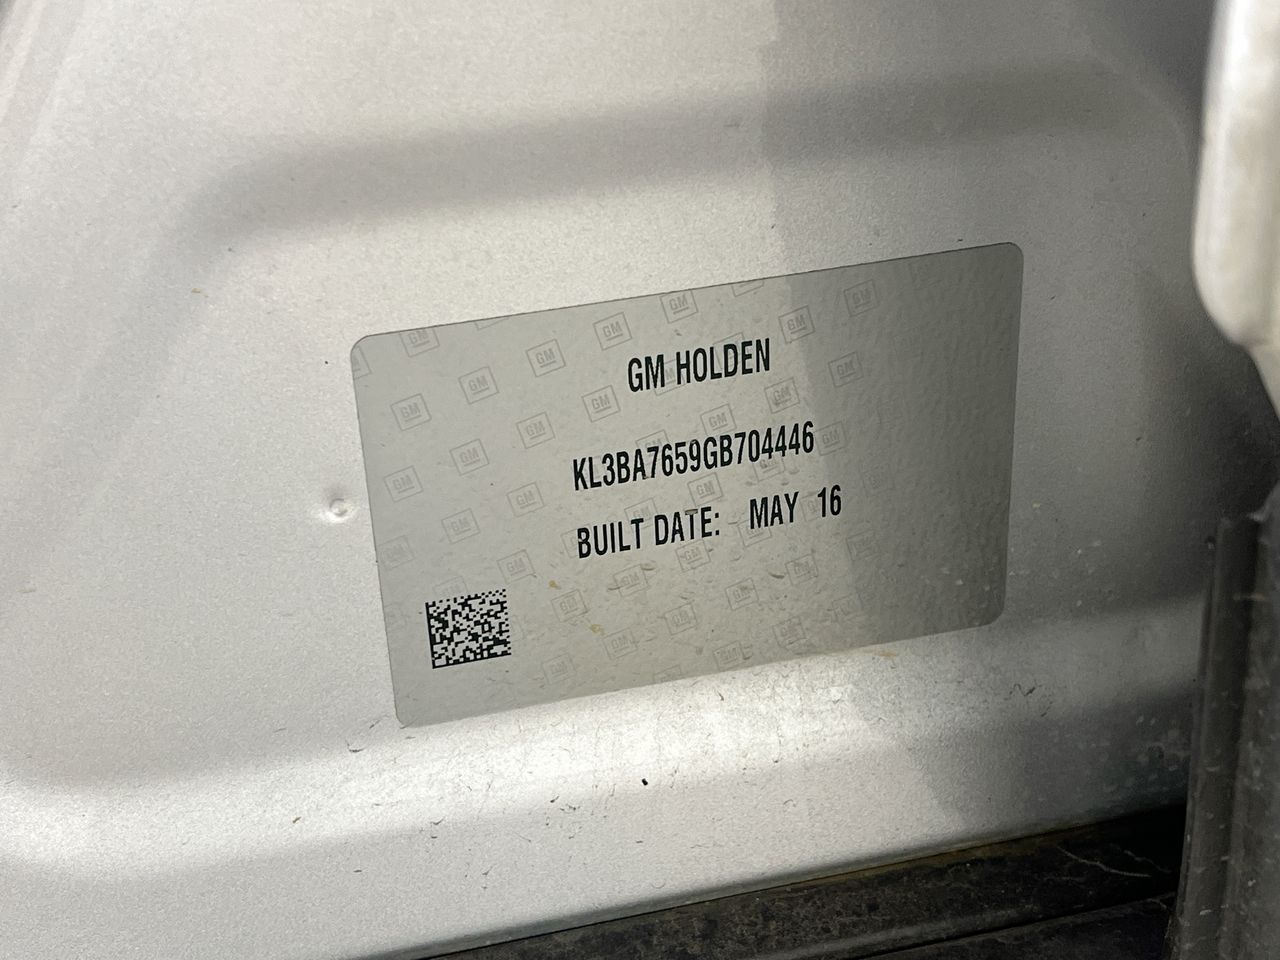 GM HOLDEN
KL3BA7659GB704446
BUILT DATE: MAY 16